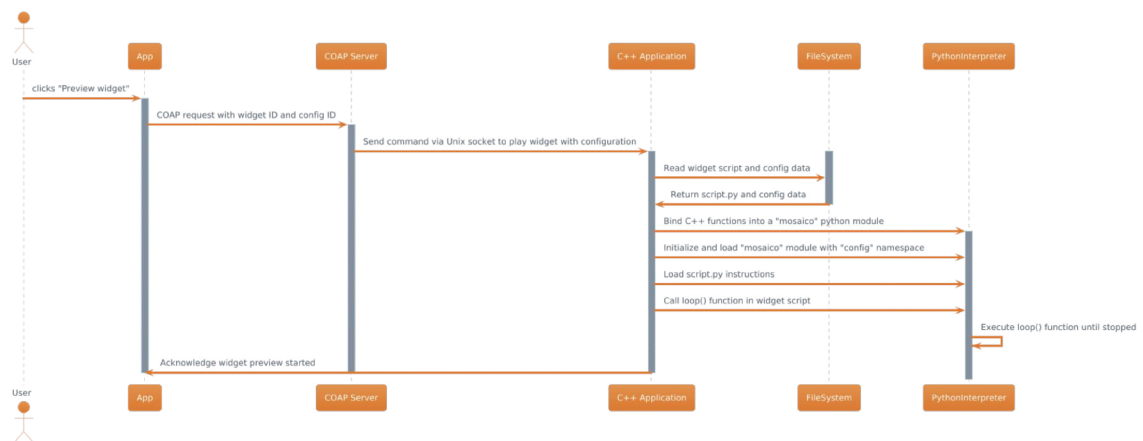 User
App
COAP Server
C++ Application
FileSystem
PythonInterpreter
clicks "Preview widget"
COAP request with widget ID and config ID
Send command via Unix socket to play widget with configuration
Read widget script and config data
Return script.py and config data
Bind C++ functions into a "mosaico" python module
Initialize and load "mosaico" module with "config" namespace
Load script.py instructions
Call loop() function in widget script
Execute loop() function until stopped
Acknowledge widget preview started
User
App
COAP Server
C++ Application
FileSystem
PythonInterpreter